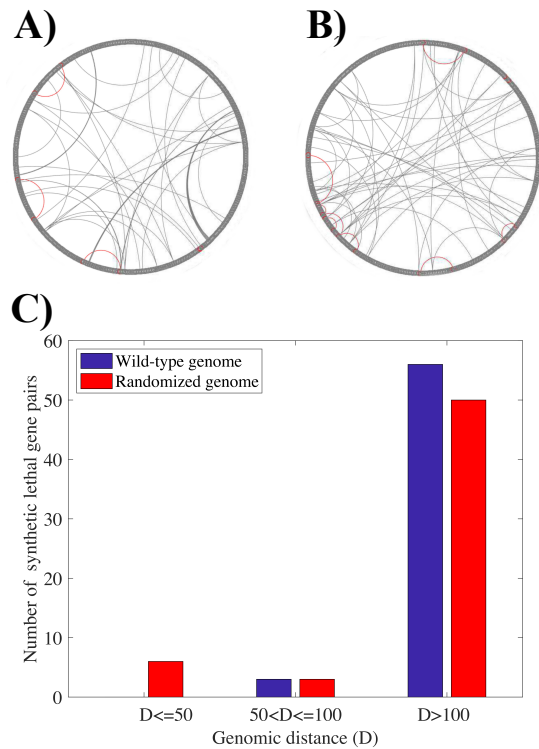 A)
B)
C)
60
50
40
30
20
10
0
Number of synthetic lethal gene pairs
Wild-type genome
Randomized genome
D<=50
50<D<=100
D>100
Genomic distance (D)